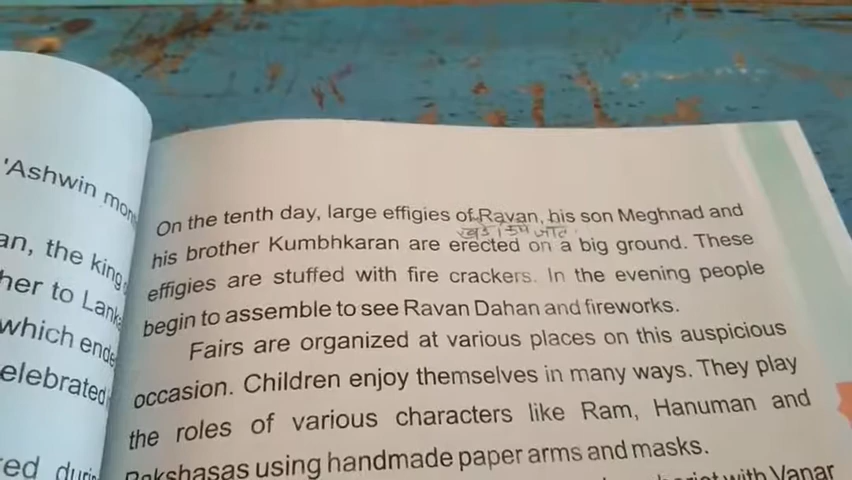 'Ashwin
an, the king
her to Lanka
which ende
elebrated
ed
On the tenth day, large effigies of Ravan, his son Meghnad and
his brother Kumbhkaran are erected on a big ground. These
effigies are stuffed with fire crackers. In the evening people
begin to assemble to see Ravan Dahan and fireworks.
Fairs are organized at various places on this auspicious
occasion. Children enjoy themselves in many ways. They play
the roles of various characters like Ram, Hanuman and
Rakshasas using handmade paper arms and masks.
with Vanar